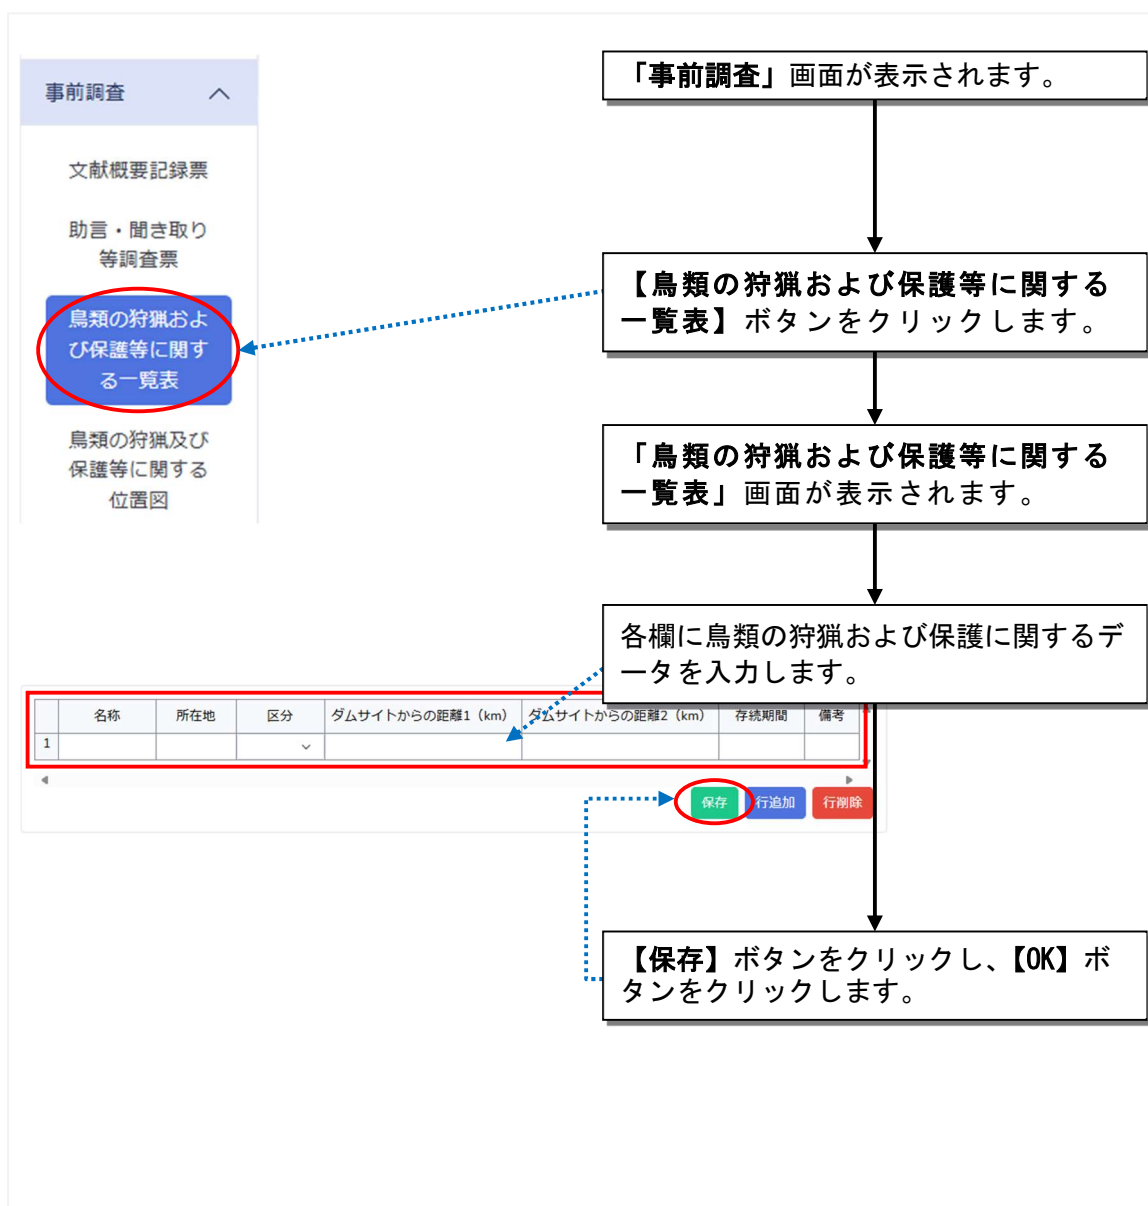 事前調査
文献概要記録票
助言・聞き取り
等調査票
鳥類の狩猟およ
び保護等に関す
る一覧表
鳥類の狩猟及び
保護等に関する
位置図
「事前調査」画面が表示されます。
【鳥類の狩猟および保護等に関する
一覧表】ボタンをクリックします。
「鳥類の狩猟および保護等に関する
一覧表」画面が表示されます。
各欄に鳥類の狩猟および保護に関するデ
ータを入力します。
名称 所在地 区分 ダムサイトからの距離1（km） ダムサイトからの距離2（km） 存続期間 備考
1
保存 行追加 行削除
【保存】ボタンをクリックし、【OK】ボ
タンをクリックします。